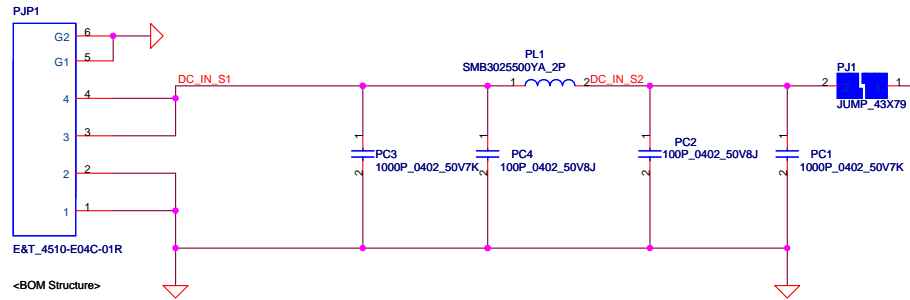 PJP1
G2 6
G1 5
4 4
3 3
2 2
1 1
E&T_4510-E04C-01R
<BOM Structure>
DC_IN_S1
PL1
SMB3025500YA_2P
1 2
DC_IN_S2
PJ1
2 2 1 1
JUMP_43X79
1
PC3
1000P_0402_50V7K
2
1
PC4
100P_0402_50V8J
2
1
PC2
100P_0402_50V8J
2
1
PC1
1000P_0402_50V7K
2